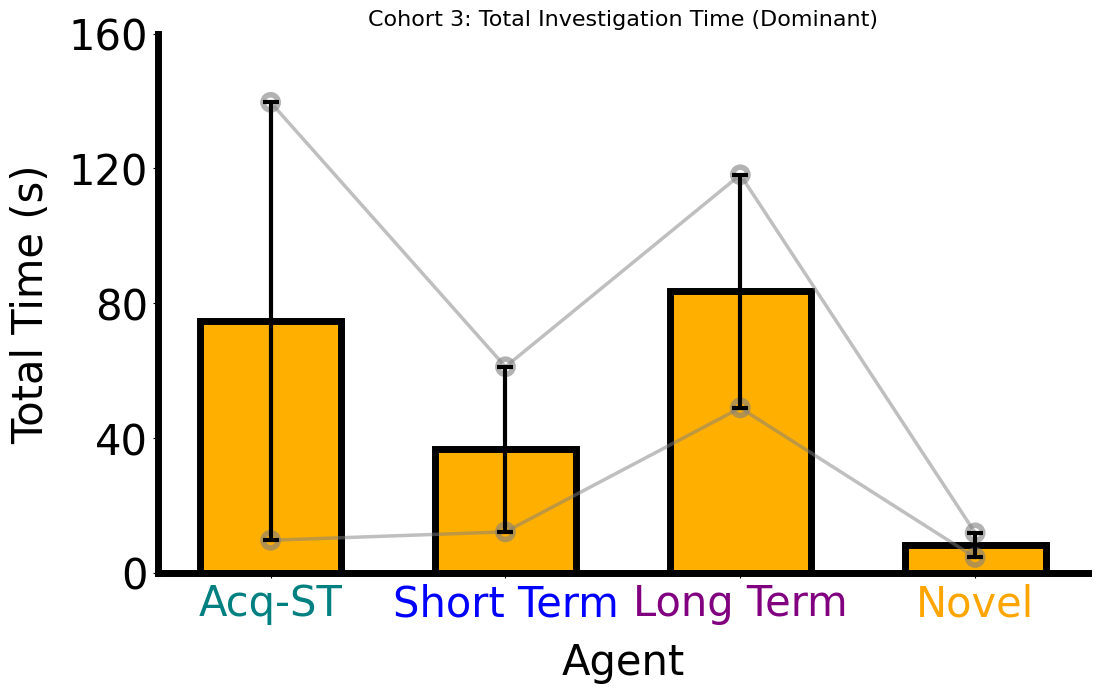 Cohort 3: Total Investigation Time (Dominant)
160
120
80
40
0
Total Time (s)
Acq-ST Short Term Long Term Novel
Agent